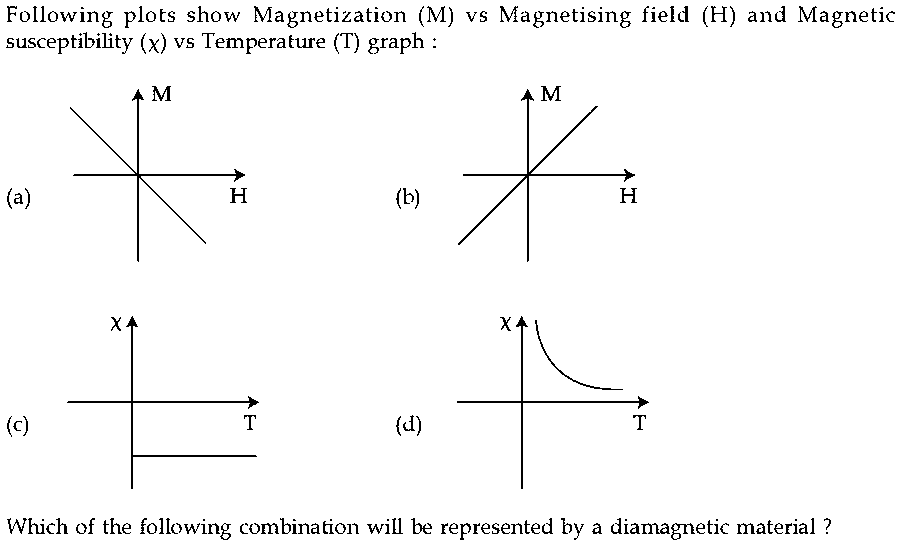 Following plots show Magnetization (M) vs Magnetising field (H) and Magnetic
susceptibility (χ) vs Temperature (T) graph :
M
H
(a)
M
H
(b)
χ
T
(c)
χ
T
(d)
Which of the following combination will be represented by a diamagnetic material ?